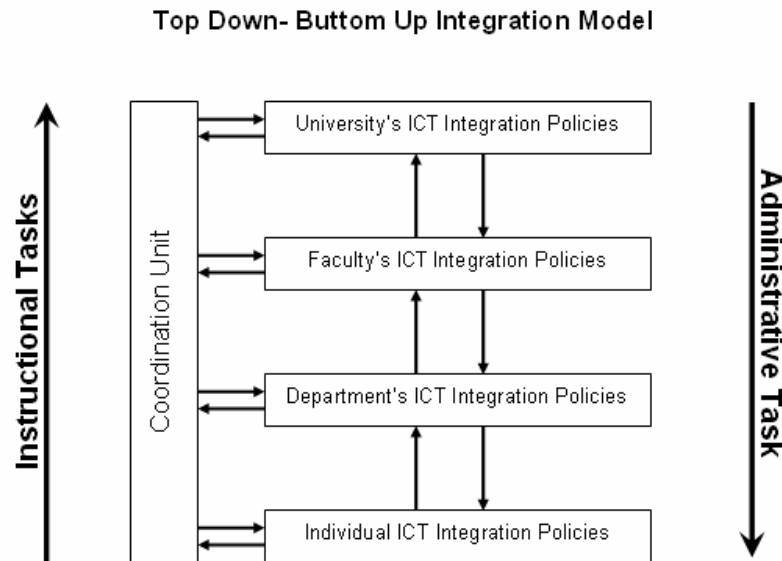 Top Down- Buttom Up Integration Model
Instructional Tasks
Coordination Unit
University's ICT Integration Policies
Faculty's ICT Integration Policies
Department's ICT Integration Policies
Individual ICT Integration Policies
Administrative Task